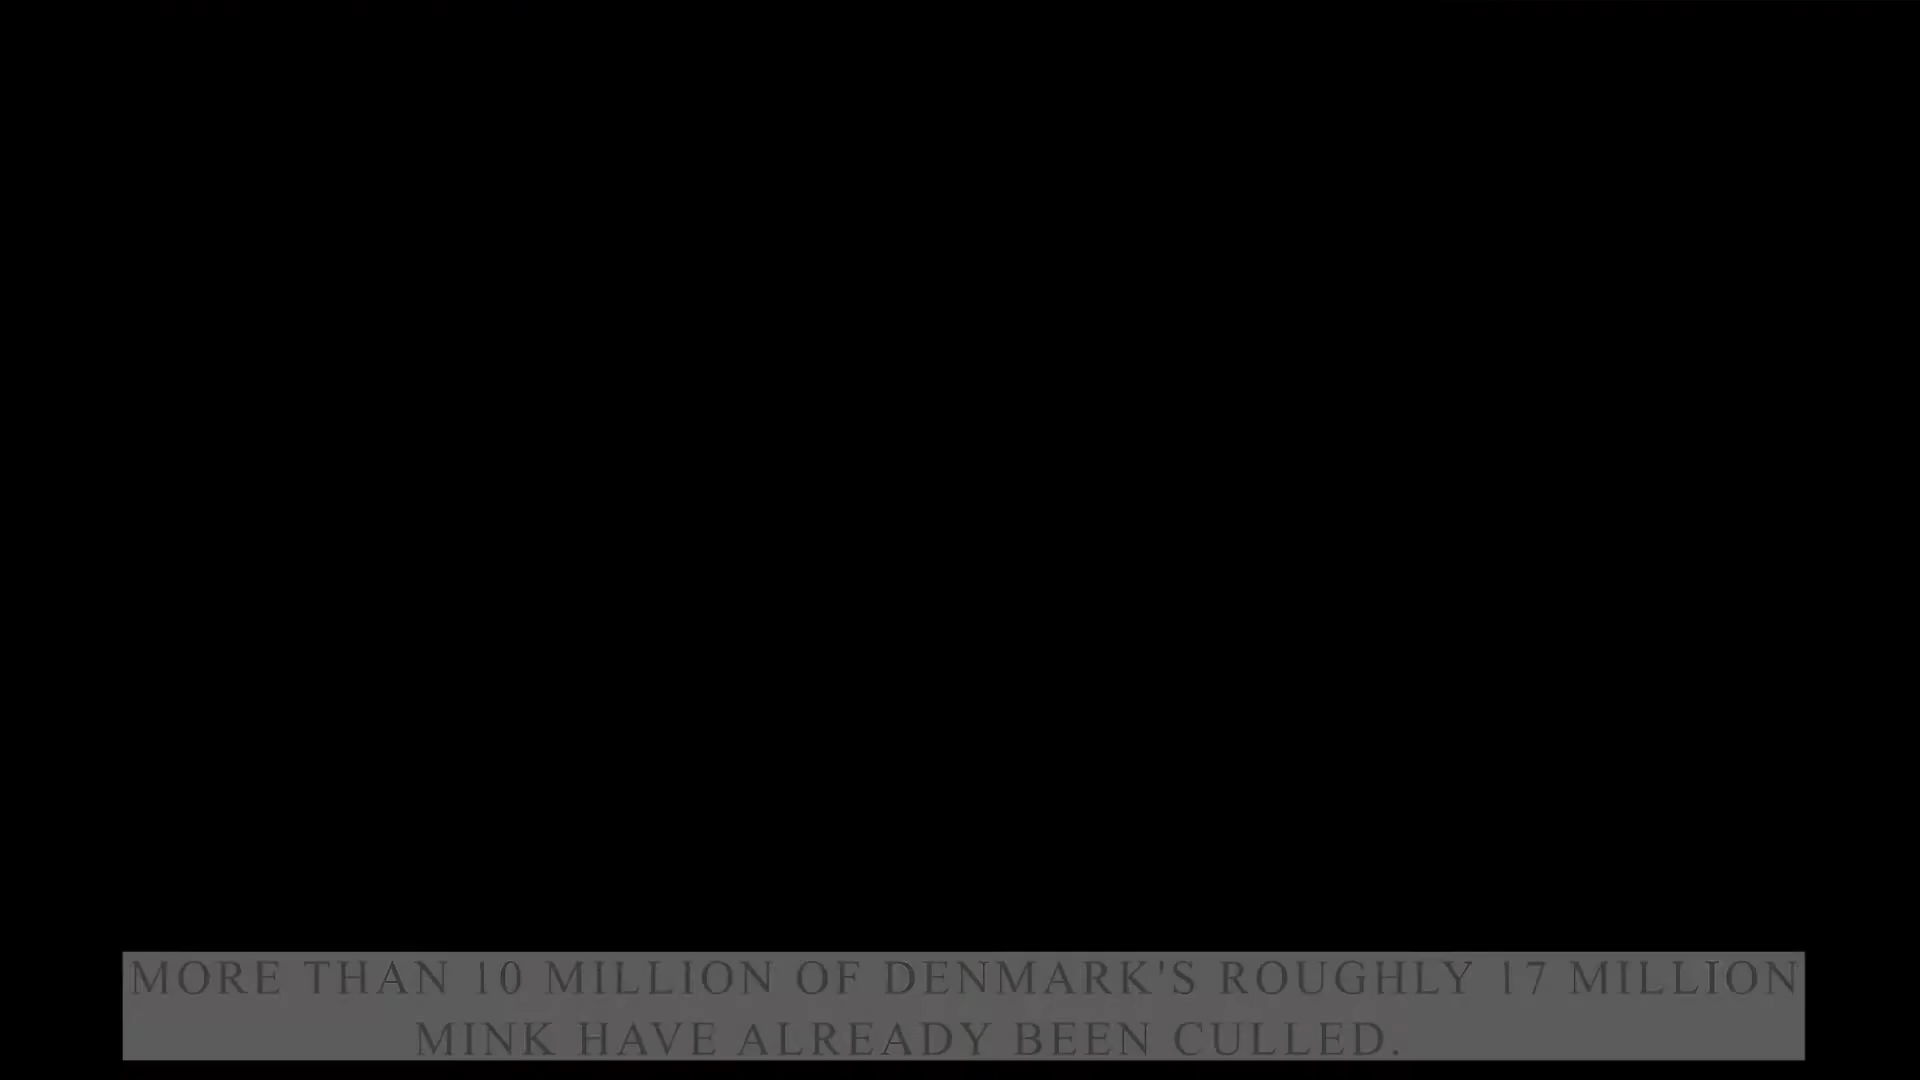 MORE THAN 10 MILLION OF DENMARK'S ROUGHLY 17 MILLION
MINK HAVE ALREADY BEEN CULLED.